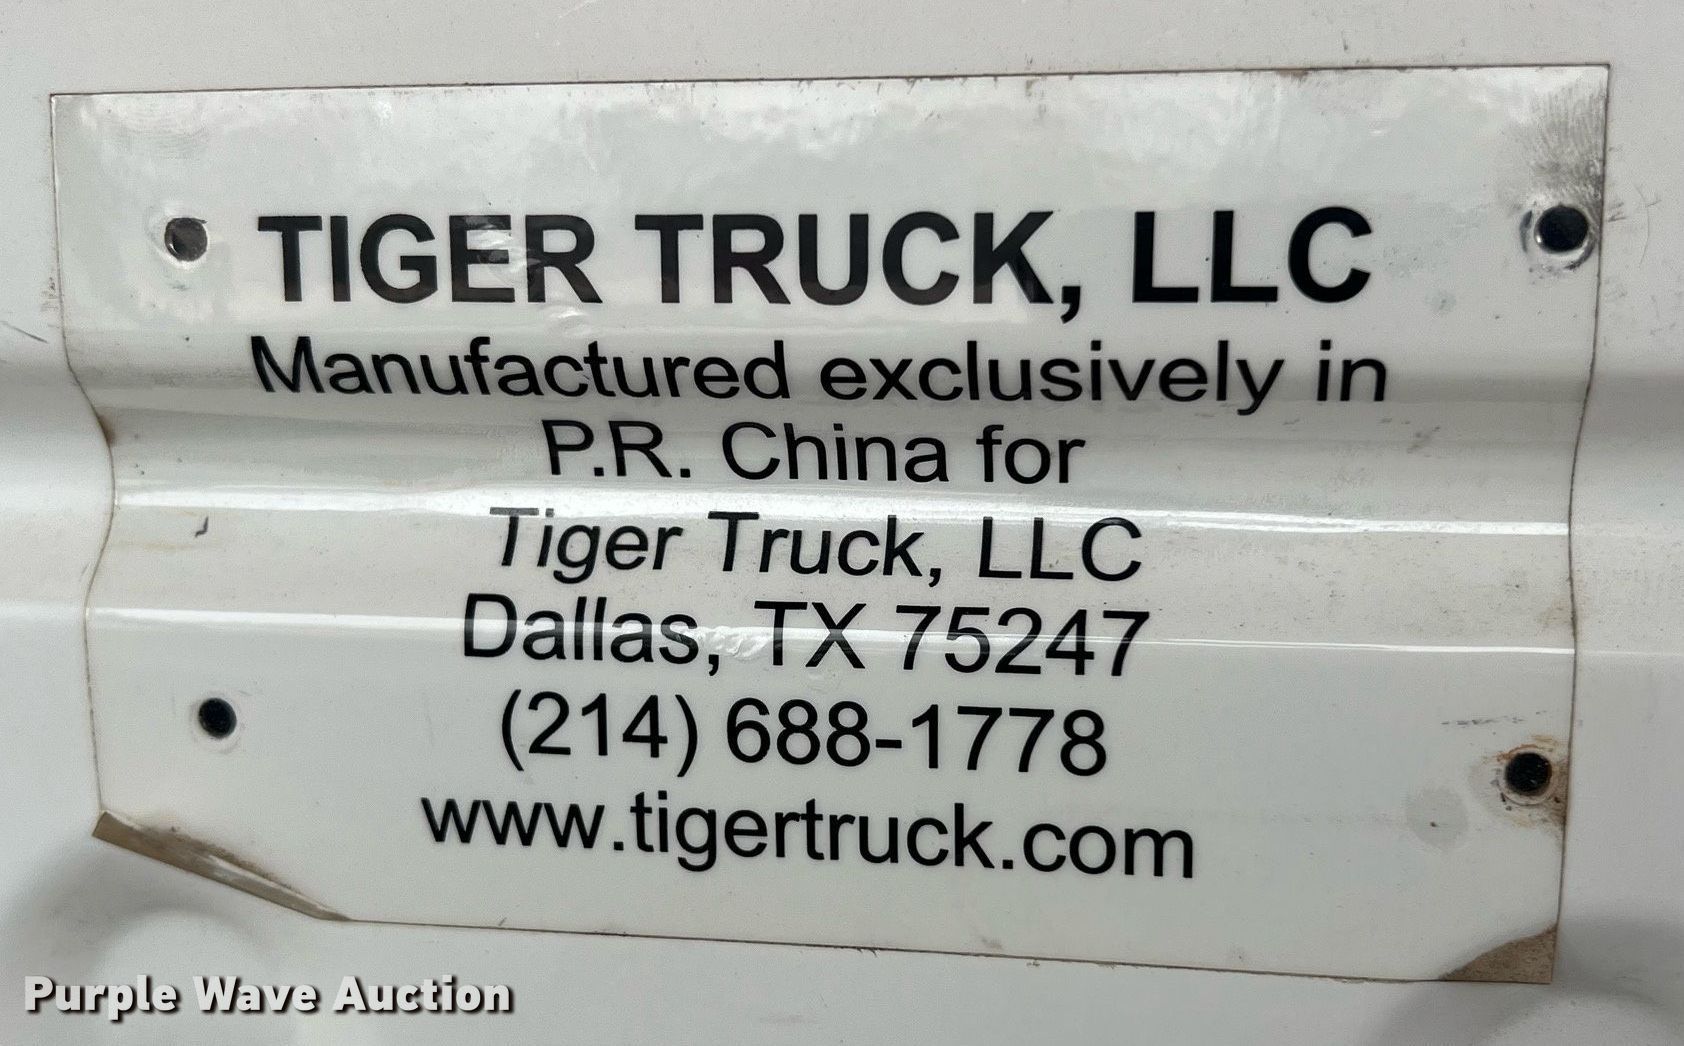 TIGER TRUCK, LLC
Manufactured exclusively in
P.R. China for
Tiger Truck, LLC
Dallas, TX 75247
(214) 688-1778
www.tigertruck.com
Purple Wave Auction